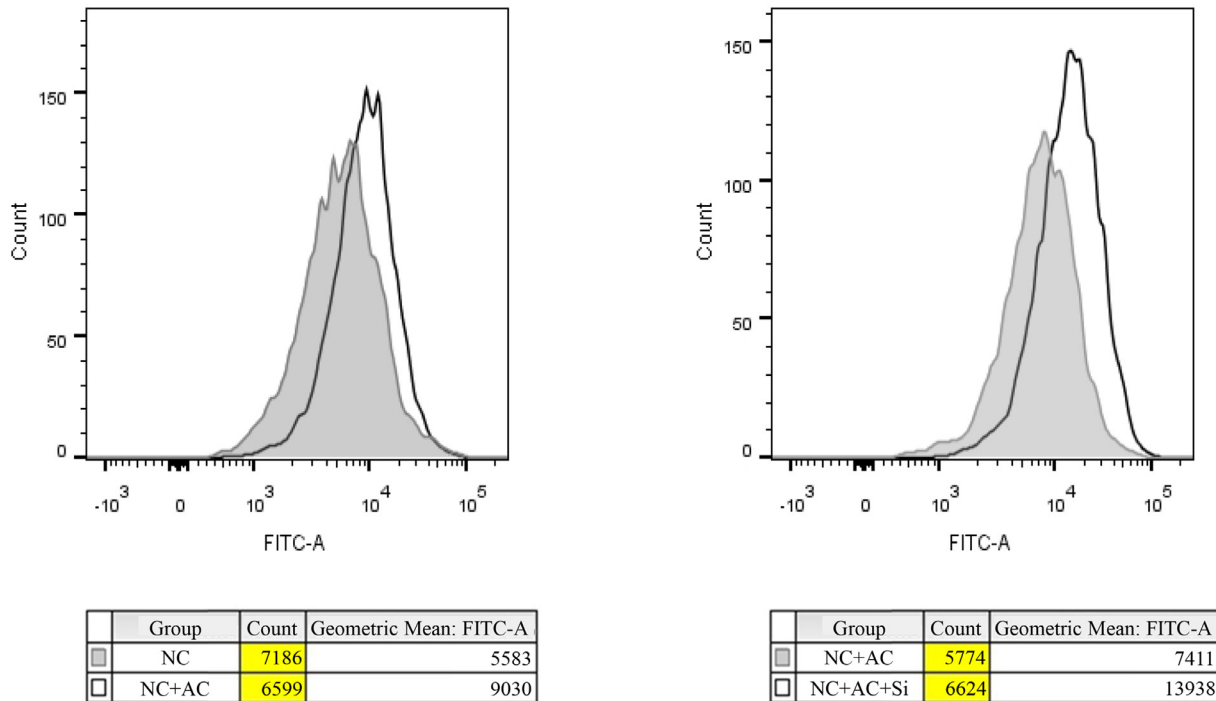 150
100
50
0
Count
-10^3 0 10^3 10^4 10^5
FITC-A
Group Count Geometric Mean: FITC-A
NC 7186 5583
NC+AC 6599 9030
150
100
50
0
Count
-10^3 0 10^3 10^4 10^5
FITC-A
Group Count Geometric Mean: FITC-A
NC+AC 5774 7411
NC+AC+Si 6624 13938